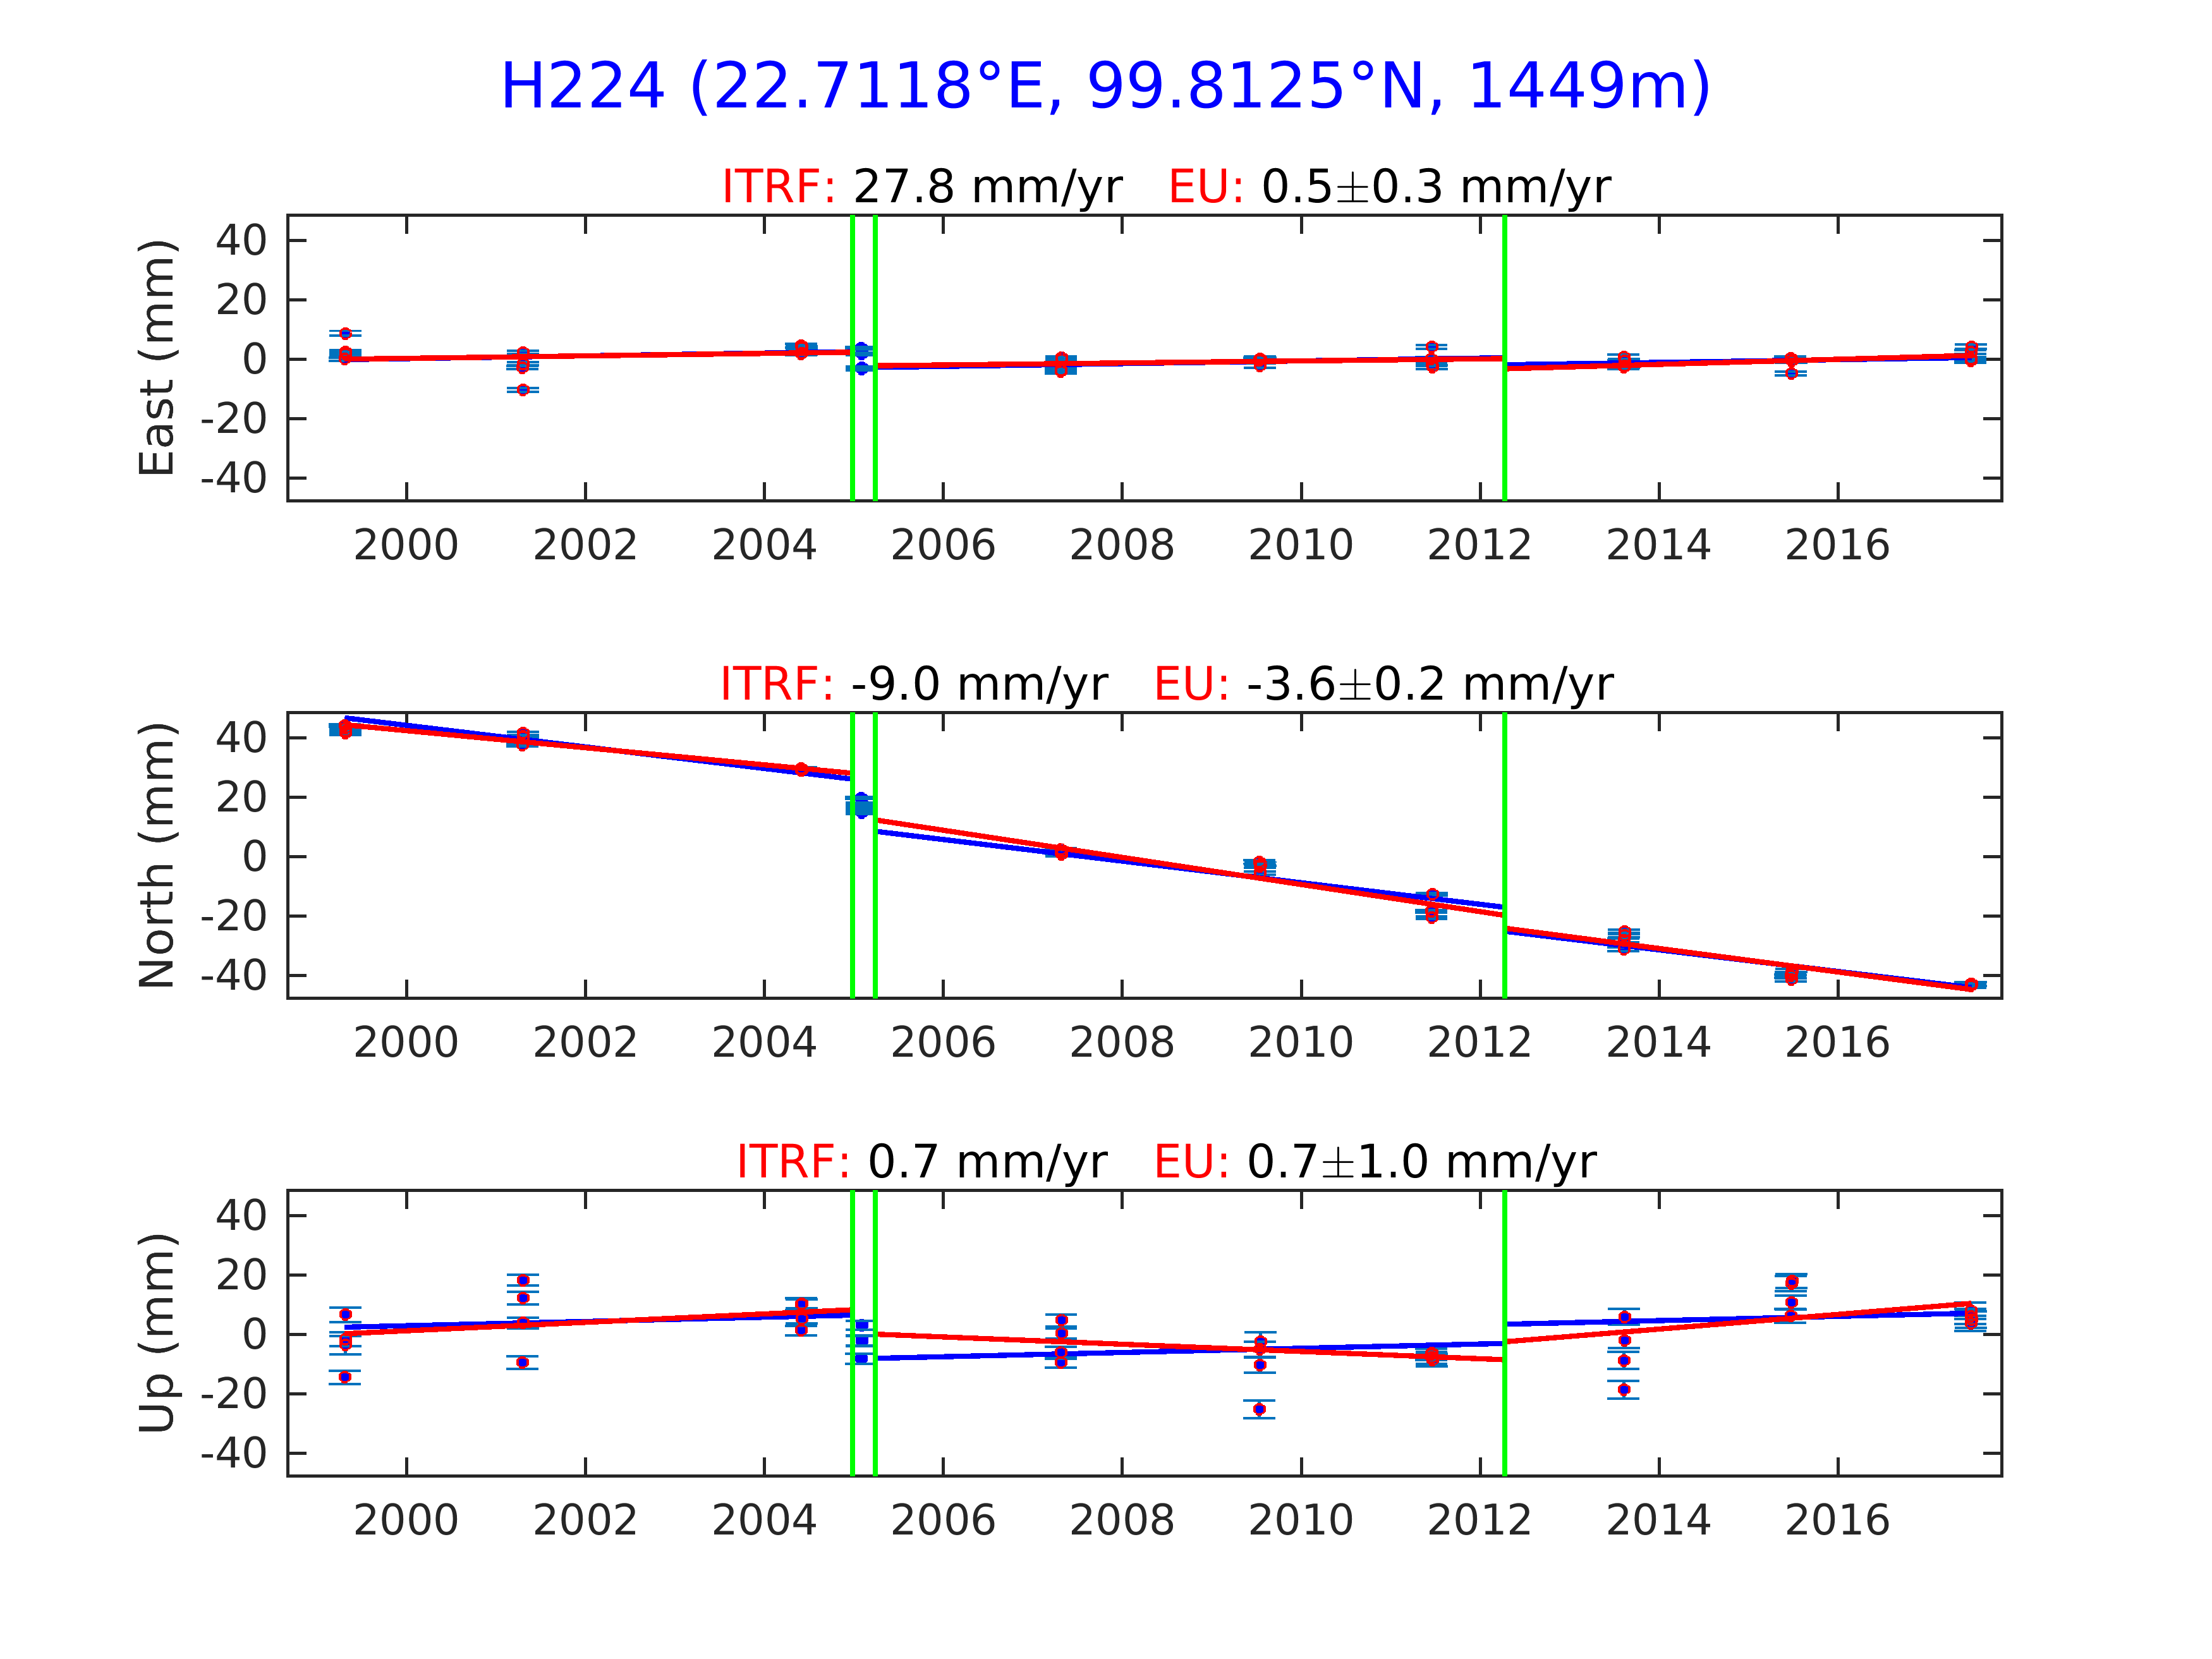 H224 (22.7118°E, 99.8125°N, 1449m)
ITRF: 27.8 mm/yr EU: 0.5±0.3 mm/yr
East (mm)
40
20
0
-20
-40
2000 2002 2004 2006 2008 2010 2012 2014 2016
ITRF: -9.0 mm/yr EU: -3.6±0.2 mm/yr
North (mm)
40
20
0
-20
-40
2000 2002 2004 2006 2008 2010 2012 2014 2016
ITRF: 0.7 mm/yr EU: 0.7±1.0 mm/yr
Up (mm)
40
20
0
-20
-40
2000 2002 2004 2006 2008 2010 2012 2014 2016